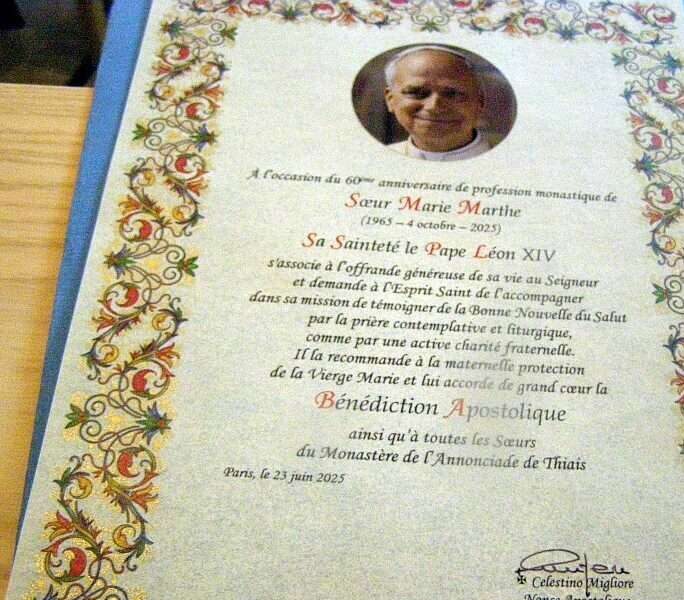 À l'occasion du 60ème anniversaire de profession monastique de
Sœur Marie Marthe
(1965 – 4 octobre – 2025)
Sa Sainteté le Pape Léon XIV
s'associe à l'offrande généreuse de sa vie au Seigneur
et demande à l'Esprit Saint de l'accompagner
dans sa mission de témoigner de la Bonne Nouvelle du Salut
par la prière contemplative et liturgique,
comme par une active charité fraternelle.
Il la recommande à la maternelle protection
de la Vierge Marie et lui accorde de grand cœur la
Bénédiction Apostolique
ainsi qu'à toutes les Sœurs
du Monastère de l'Annonciade de Thiais
Paris, le 23 juin 2025
✠ Celestino Migliore
Nonce Apostolique